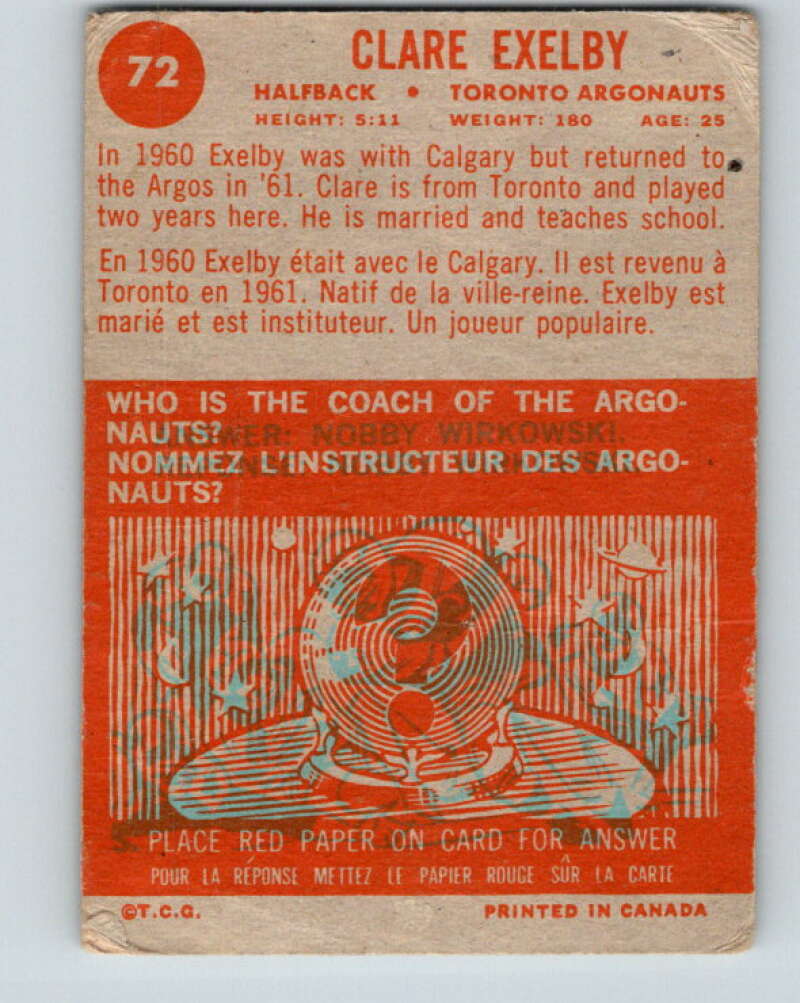 72
CLARE EXELBY
HALFBACK • TORONTO ARGONAUTS
HEIGHT: 5:11 WEIGHT: 180 AGE: 25
In 1960 Exelby was with Calgary but returned to
the Argos in '61. Clare is from Toronto and played
two years here. He is married and teaches school.
En 1960 Exelby était avec le Calgary. Il est revenu à
Toronto en 1961. Natif de la ville-reine. Exelby est
marié et est instituteur. Un joueur populaire.
WHO IS THE COACH OF THE ARGO-
NAUTS?
ANSWER: NOBBY WIRKOWSKI.
NOMMEZ L'INSTRUCTEUR DES ARGO-
NAUTS?
?
PLACE RED PAPER ON CARD FOR ANSWER
POUR LA RÉPONSE METTEZ LE PAPIER ROUGE SÛR LA CARTE
©T.C.G. PRINTED IN CANADA